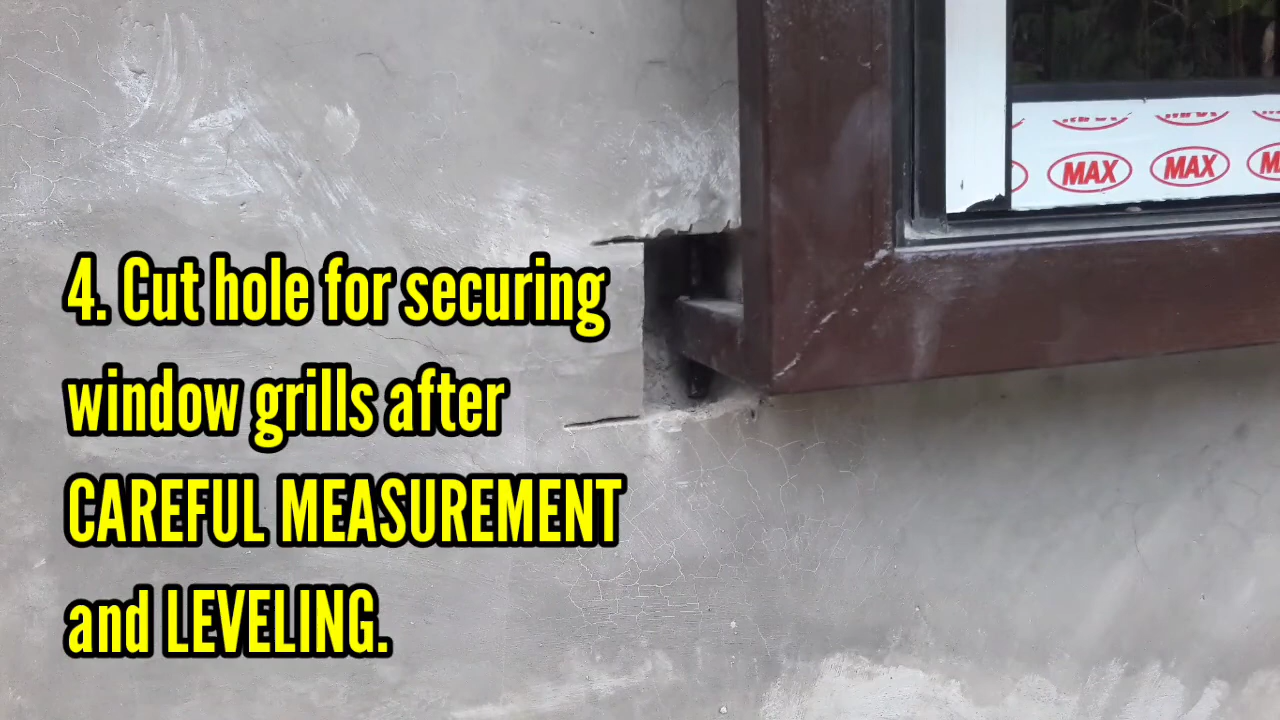 MAX MAX
4. Cut hole for securing
window grills after
CAREFUL MEASUREMENT
and LEVELING.